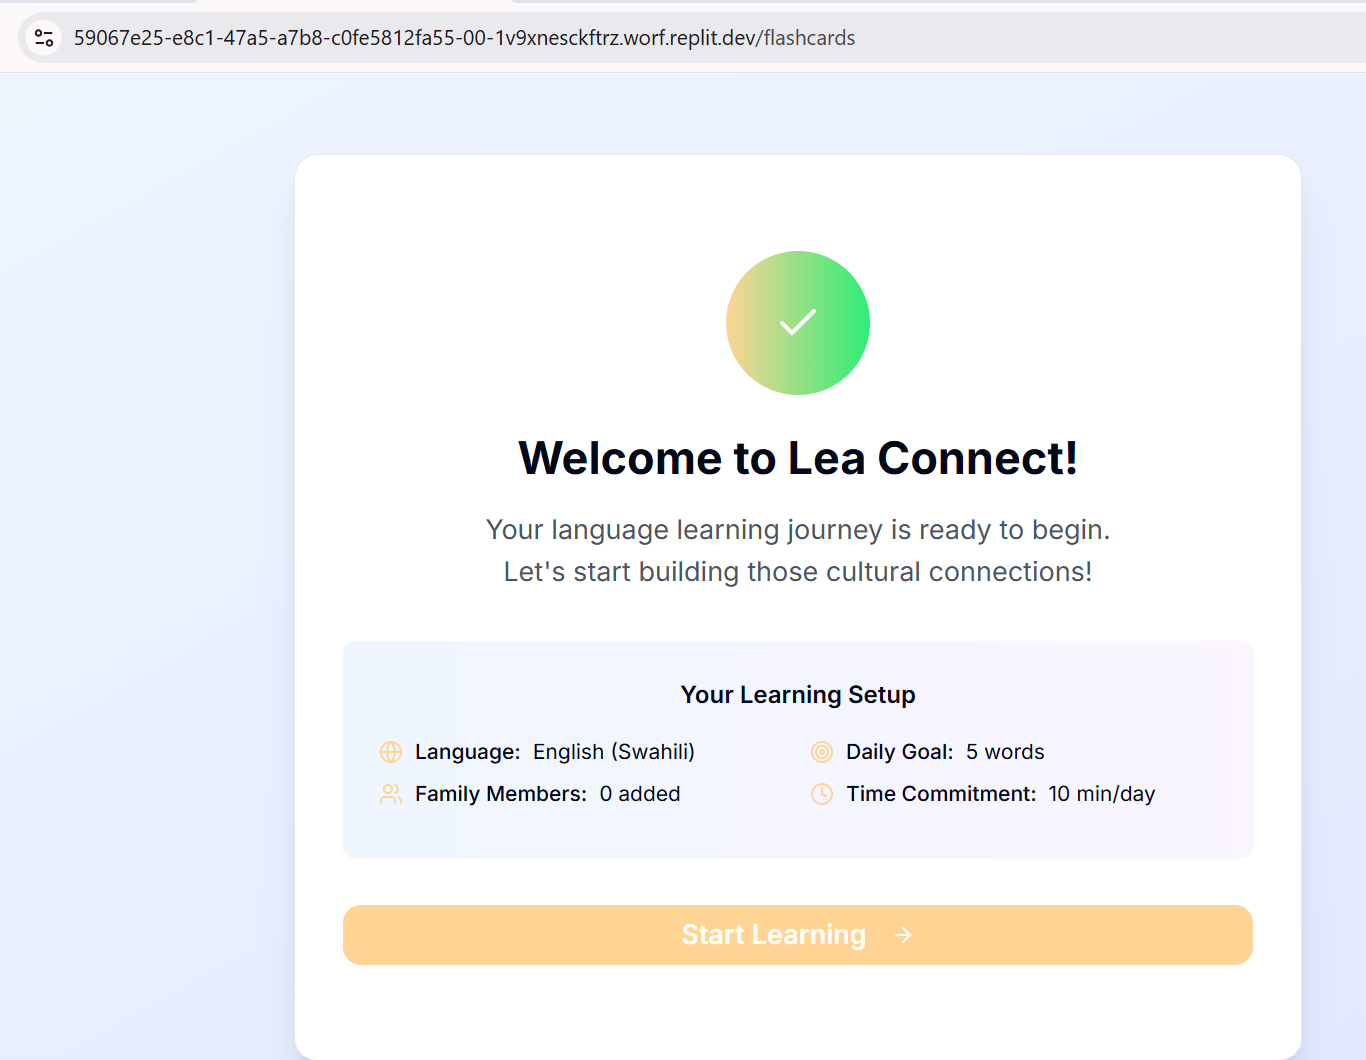 59067e25-e8c1-47a5-a7b8-c0fe5812fa55-00-1v9xnesckftrz.worf.replit.dev/flashcards
Welcome to Lea Connect!
Your language learning journey is ready to begin.
Let's start building those cultural connections!
Your Learning Setup
Language: English (Swahili)
Daily Goal: 5 words
Family Members: 0 added
Time Commitment: 10 min/day
Start Learning →